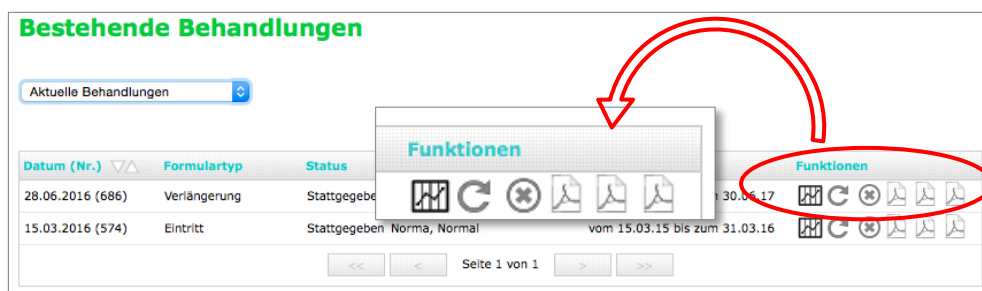 Bestehende Behandlungen
Aktuelle Behandlungen
Funktionen
Datum (Nr.) Formulartyp Status Funktionen
28.06.2016 (686) Verlängerung Stattgegebe 30.06.17
15.03.2016 (574) Eintritt Stattgegeben Norma, Normal vom 15.03.15 bis zum 31.03.16
<< < Seite 1 von 1 > >>